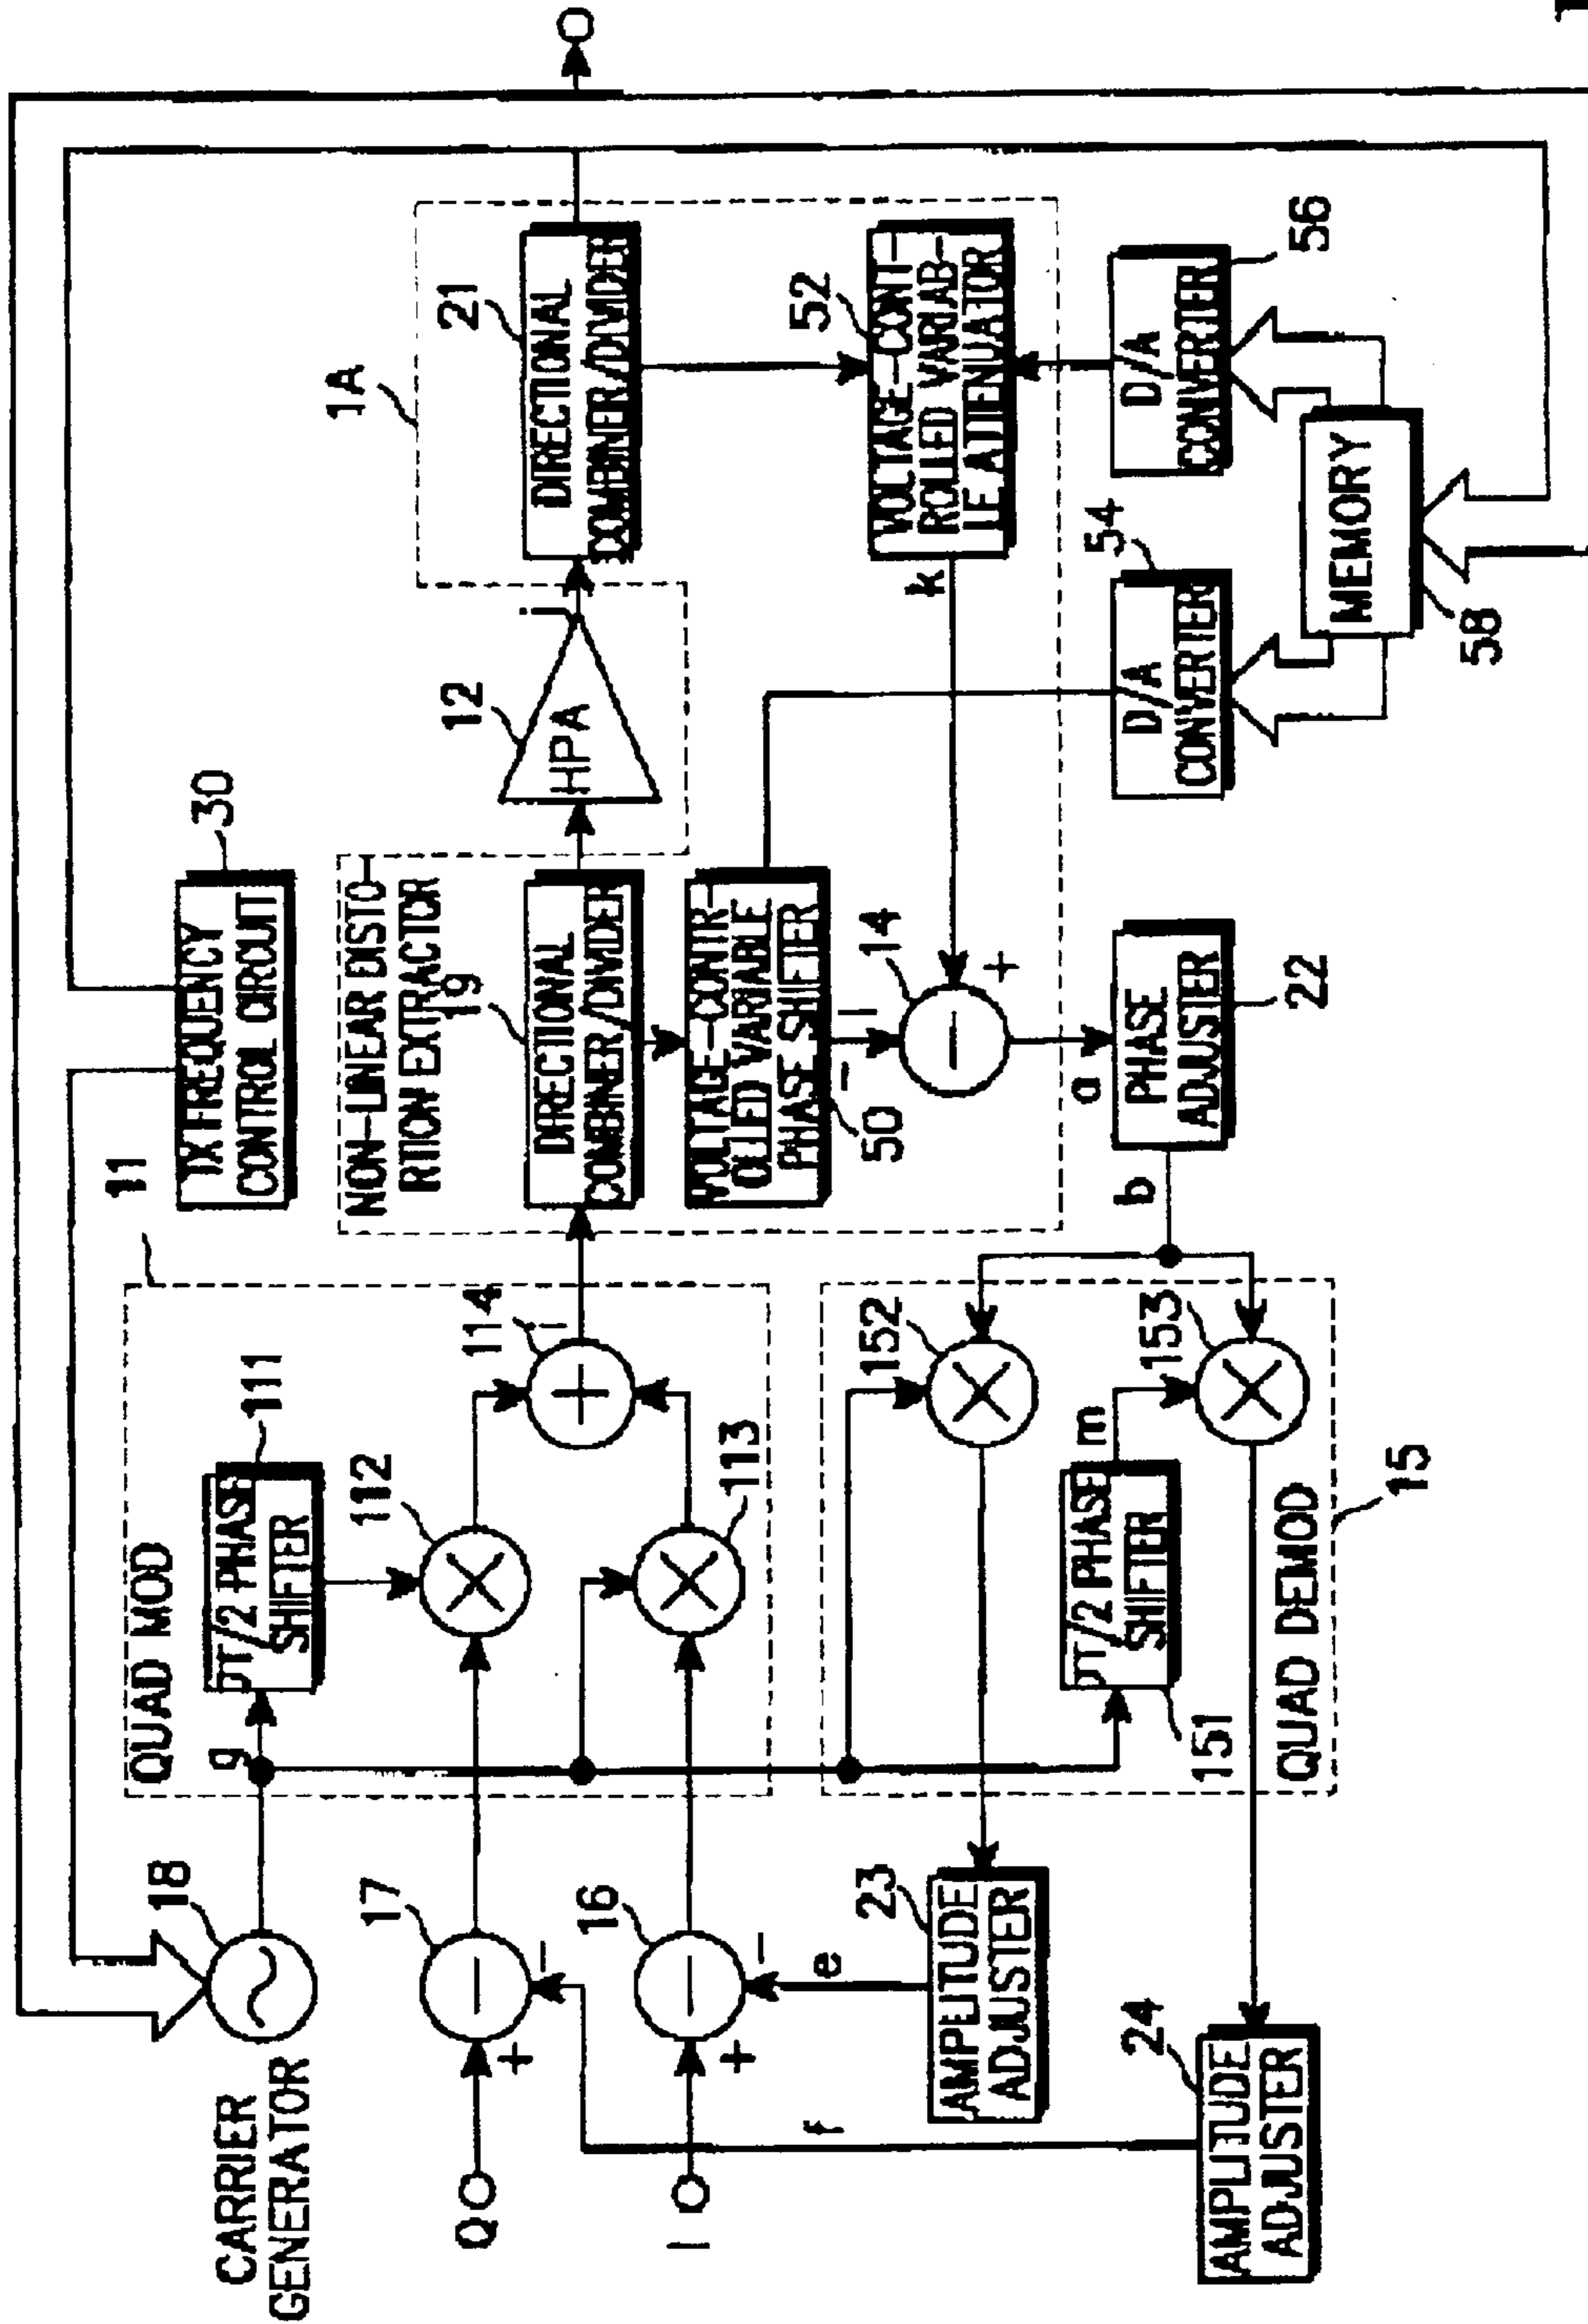 CARRIER
GENERATOR
18
g
QUAD MOD
11
π/2 PHASE
SHIFTER
111
112
113
114
i
TX FREQUENCY
CONTROL CIRCUIT
30
NON-LINEAR DISTO-
RTION EXTRACTOR
19
DIRECTIONAL
COMBINER/DIVIDER
12
HPA
j
1A
21
DIRECTIONAL
COMBINER/DIVIDER
O
Q
+
-
17
I
+
-
16
e
f
VOLTAGE-CONTR-
OLLED VARIABLE
PHASE SHIFTER
50
-
l
14
+
k
VOLTAGE-CONT-
ROLLED VARIAB-
LE ATTENUATOR
52
AMPLITUDE
ADJUSTER
23
AMPLITUDE
ADJUSTER
24
152
153
m
π/2 PHASE
SHIFTER
151
QUAD DEMOD
15
a
b
PHASE
ADJUSTER
22
D/A
CONVERTER
54
D/A
CONVERTER
56
MEMORY
58